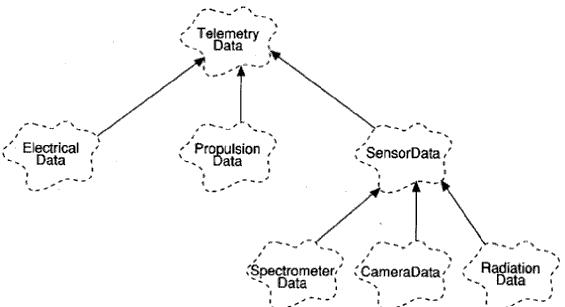 Telemetry
Data
Electrical
Data
Propulsion
Data
SensorData
Spectrometer
Data
CameraData
Radiation
Data